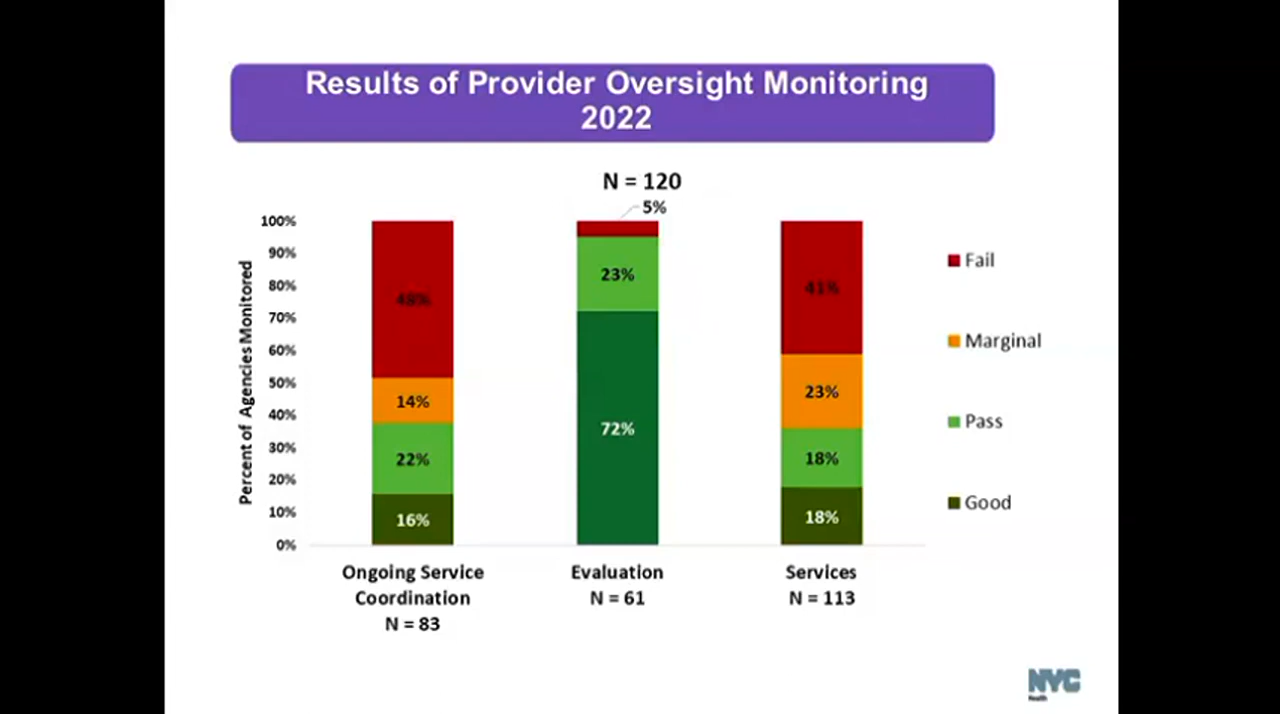 Results of Provider Oversight Monitoring
2022
N = 120
5%
100%
90%
80%
70%
60%
50%
40%
30%
20%
10%
0%
Percent of Agencies Monitored
48%
14%
22%
16%
23%
72%
41%
23%
18%
18%
Fail
Marginal
Pass
Good
Ongoing Service
Coordination
N = 83
Evaluation
N = 61
Services
N = 113
NYC
Health